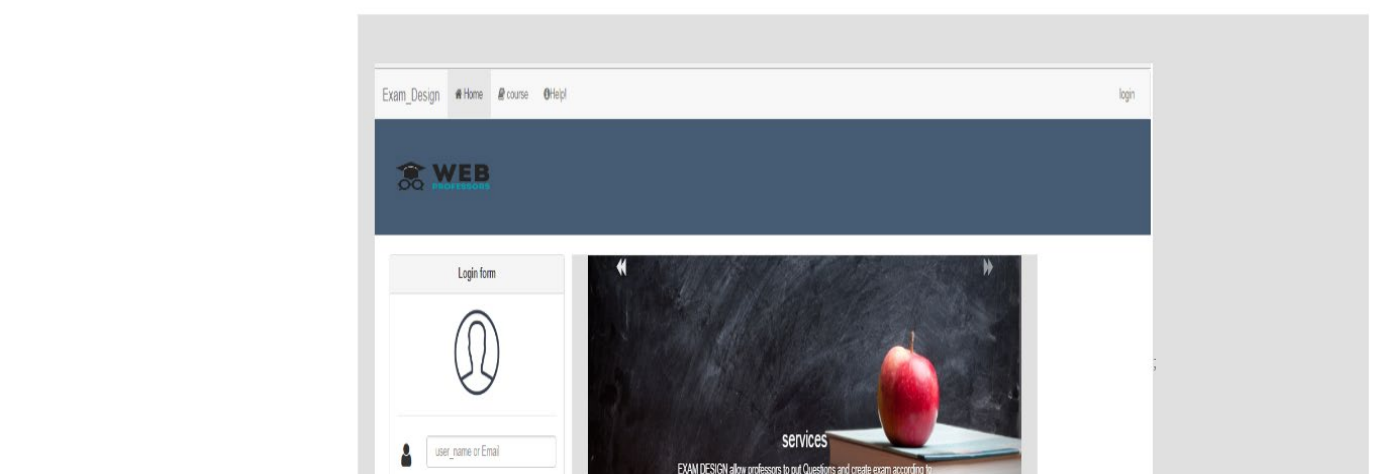 Exam_Design Home course Help! login
WEB
PROFESSORS
Login form
services
user_name or Email
EXAM DESIGN allow professors to put Questions and create exam according to